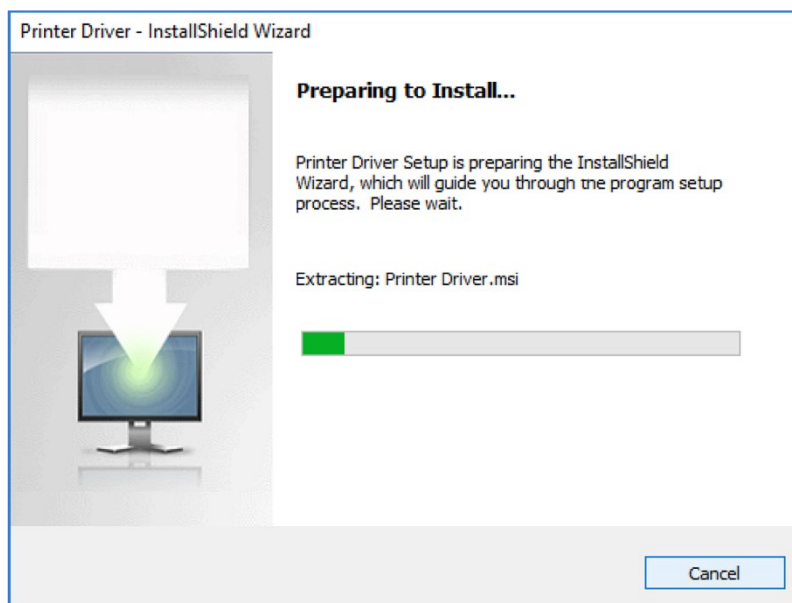 Printer Driver - InstallShield Wizard
Preparing to Install...
Printer Driver Setup is preparing the InstallShield
Wizard, which will guide you through the program setup
process. Please wait.
Extracting: Printer Driver.msi
Cancel